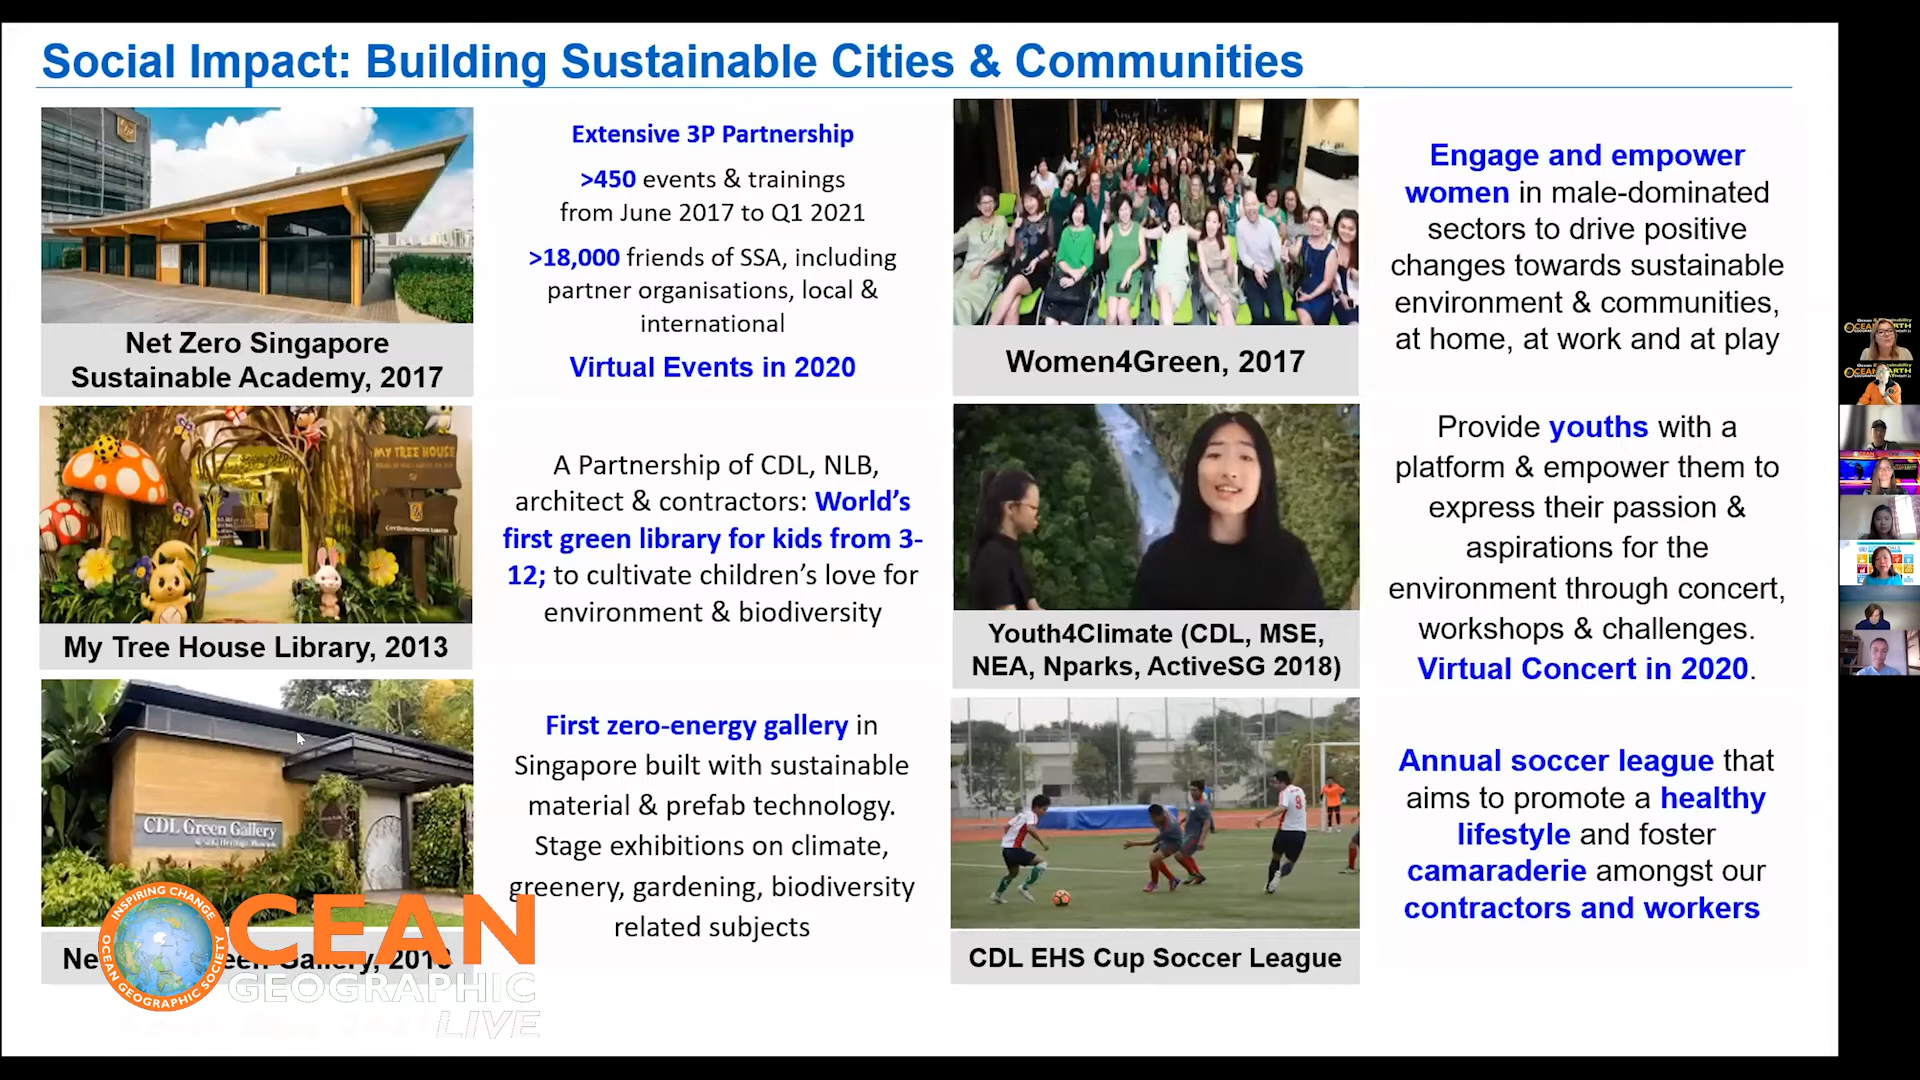 Social Impact: Building Sustainable Cities & Communities
Net Zero Singapore
Sustainable Academy, 2017
Extensive 3P Partnership
>450 events & trainings
from June 2017 to Q1 2021
>18,000 friends of SSA, including
partner organisations, local &
international
Virtual Events in 2020
Women4Green, 2017
Engage and empower
women in male-dominated
sectors to drive positive
changes towards sustainable
environment & communities,
at home, at work and at play
MY TREE HOUSE
CITY DEVELOPMENTS LIMITED
My Tree House Library, 2013
A Partnership of CDL, NLB,
architect & contractors: World's
first green library for kids from 3-
12; to cultivate children's love for
environment & biodiversity
Youth4Climate (CDL, MSE,
NEA, Nparks, ActiveSG 2018)
Provide youths with a
platform & empower them to
express their passion &
aspirations for the
environment through concert,
workshops & challenges.
Virtual Concert in 2020.
CDL Green Gallery
Gallery,
First zero-energy gallery in
Singapore built with sustainable
material & prefab technology.
Stage exhibitions on climate,
greenery, gardening, biodiversity
related subjects
9
CDL EHS Cup Soccer League
Annual soccer league that
aims to promote a healthy
lifestyle and foster
camaraderie amongst our
contractors and workers
INSPIRING CHANGE
OCEAN GEOGRAPHIC SOCIETY
OCEAN
GEOGRAPHIC
LIVE